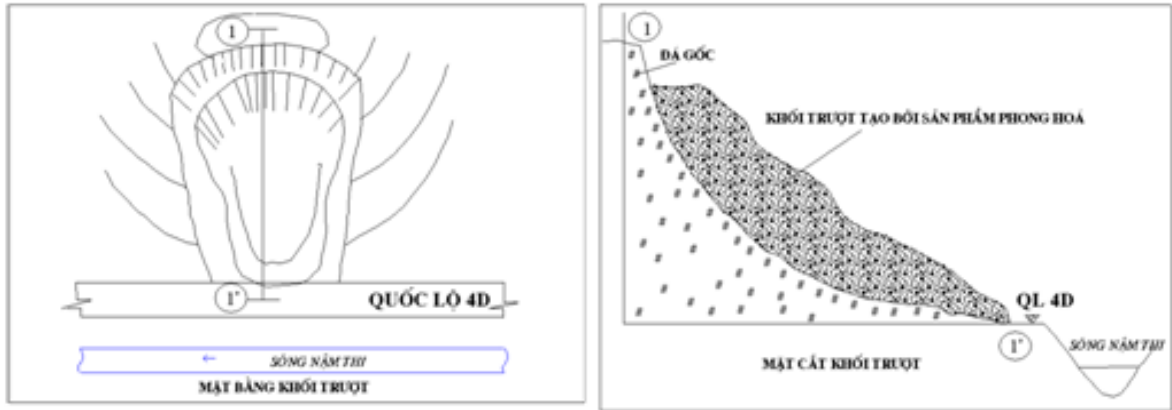 1
1'
QUỐC LỘ 4D
SÔNG NẬM THI
MẶT BẰNG KHỐI TRƯỢT
1
ĐÁ GỐC
KHỐI TRƯỢT TẠO BỞI SẢN PHẨM PHONG HOÁ
QL 4D
1'
SÔNG NẬM THI
MẶT CẮT KHỐI TRƯỢT